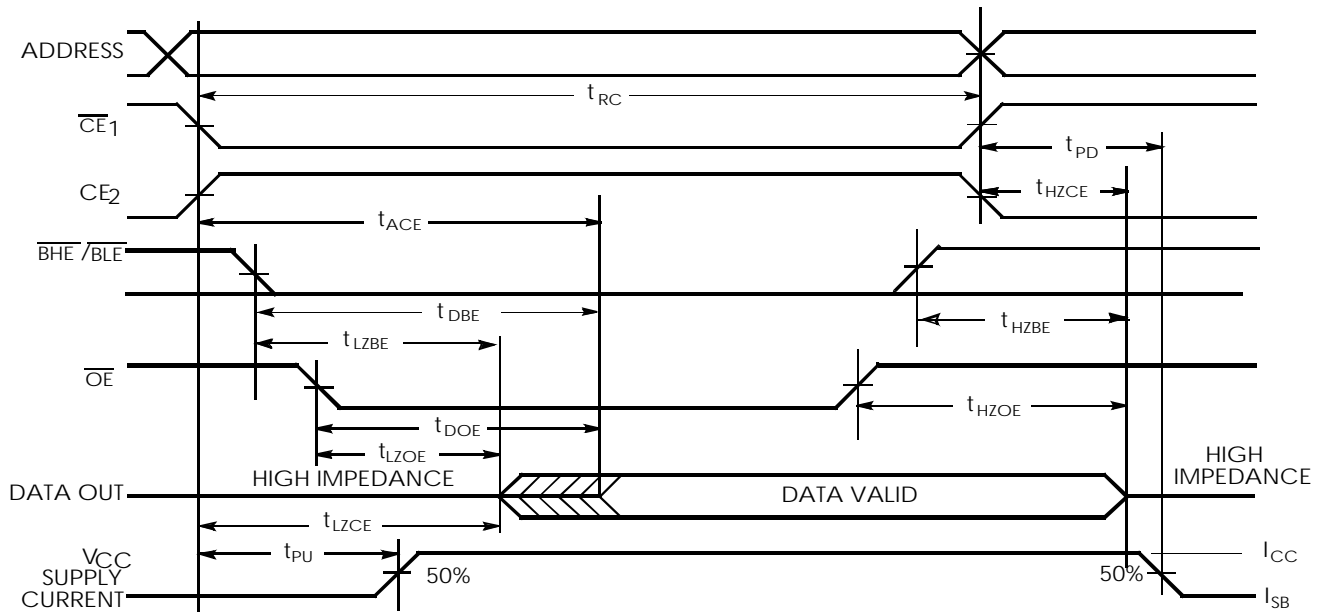 ADDRESS
tRC
CE1
tPD
CE2
tHZCE
tACE
BHE/BLE
tDBE
tHZBE
tLZBE
OE
tHZOE
tDOE
tLZOE
HIGH IMPEDANCE
HIGH
IMPEDANCE
DATA OUT
DATA VALID
tLZCE
tPU
VCC
SUPPLY
CURRENT
50%
50%
ICC
ISB